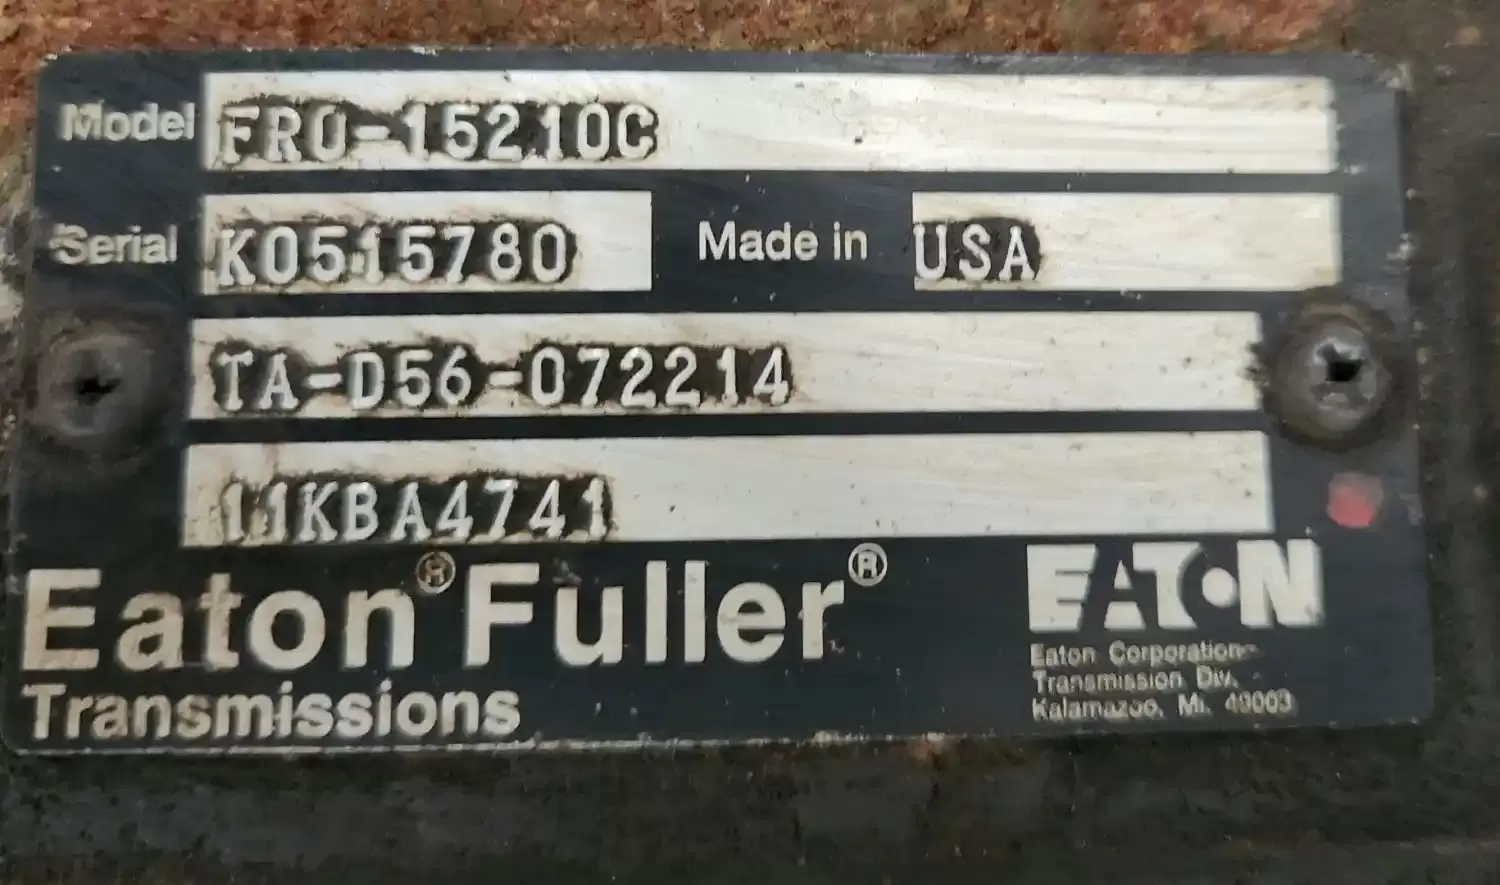 Model FRO-15210C
Serial K0515780 Made in USA
TA-D56-072214
11KBA4741
Eaton® Fuller®
Transmissions
EATON
Eaton Corporation
Transmission Div.
Kalamazoo, Mi. 49003